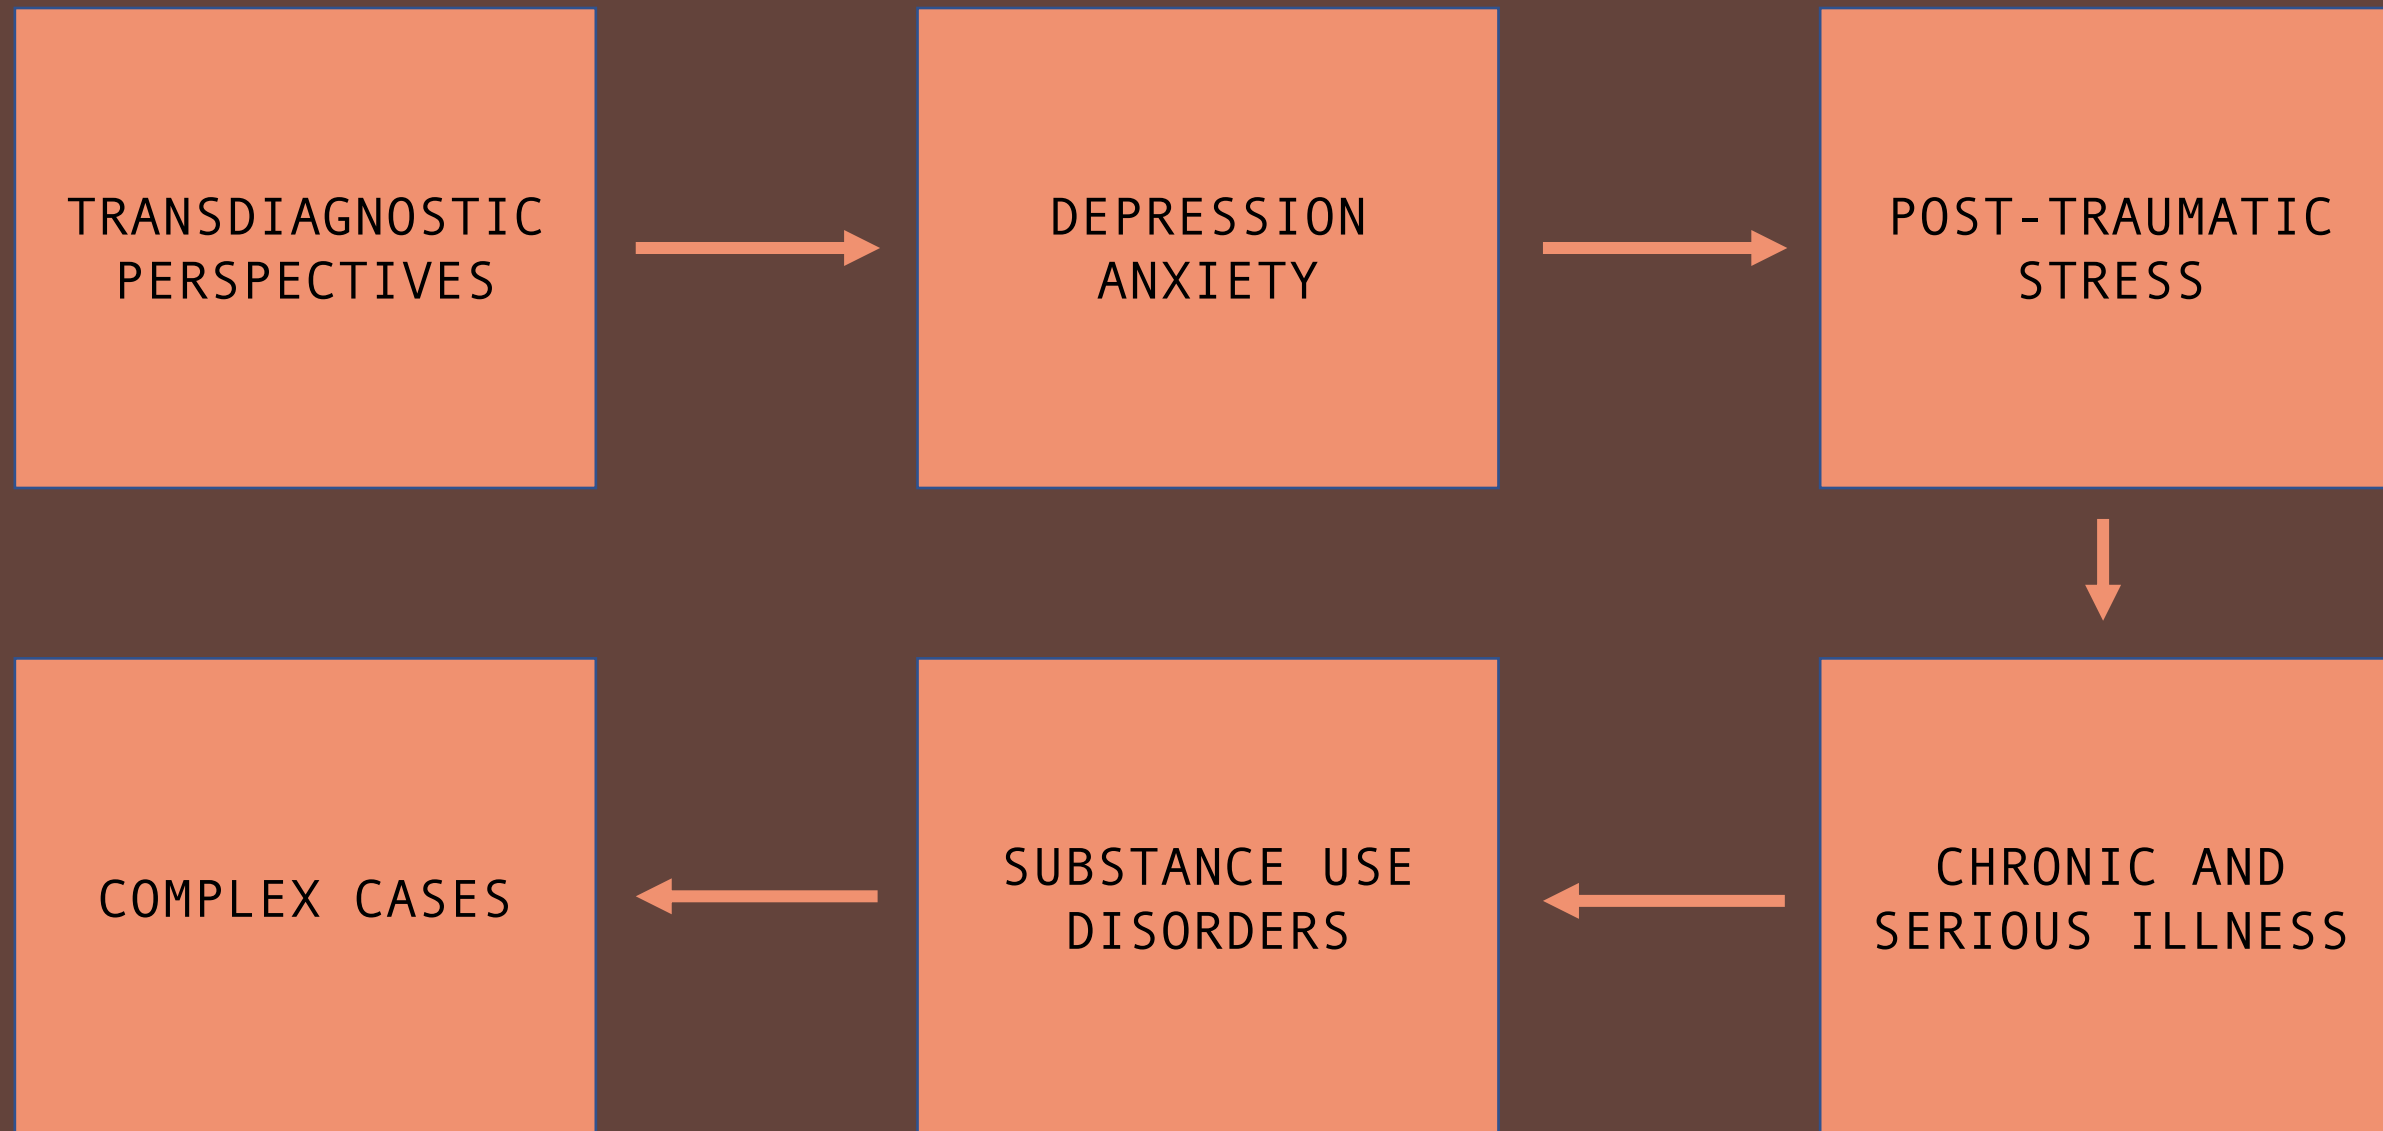 TRANSDIAGNOSTIC
PERSPECTIVES
DEPRESSION
ANXIETY
POST-TRAUMATIC
STRESS
CHRONIC AND
SERIOUS ILLNESS
SUBSTANCE USE
DISORDERS
COMPLEX CASES